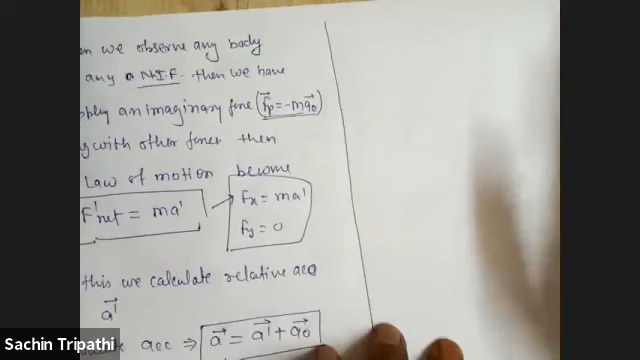 we observe any body
any a N.I.F. then we have
an imaginary force (F⃗p = -ma⃗0)
with other forces then
Law of motion become
F'net = ma' → Fx = ma'
Fy = 0
this we calculate relative acc
a⃗'
acc ⇒ a⃗ = a⃗' + a⃗0
Sachin Tripathi